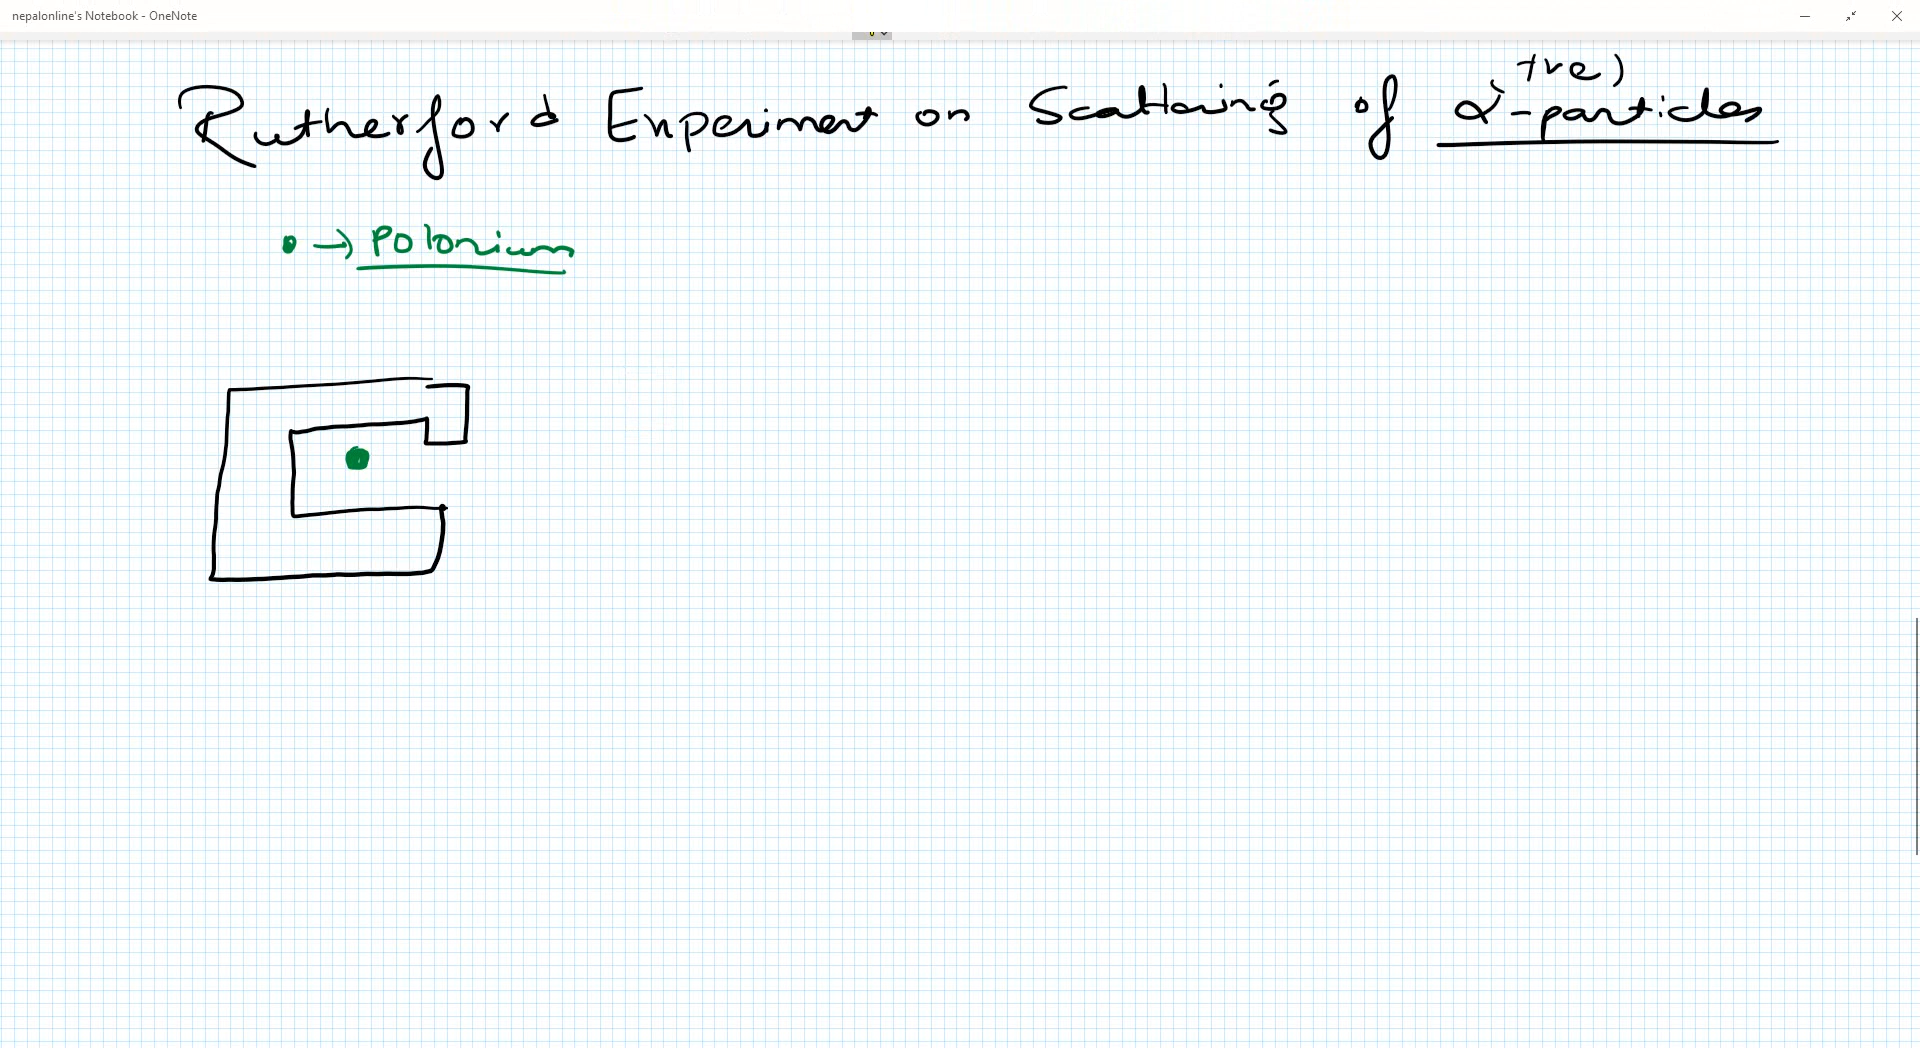 nepalonline's Notebook - OneNote
+ve)
Rutherford Experiment on Scattering of α-particles
• → Polonium